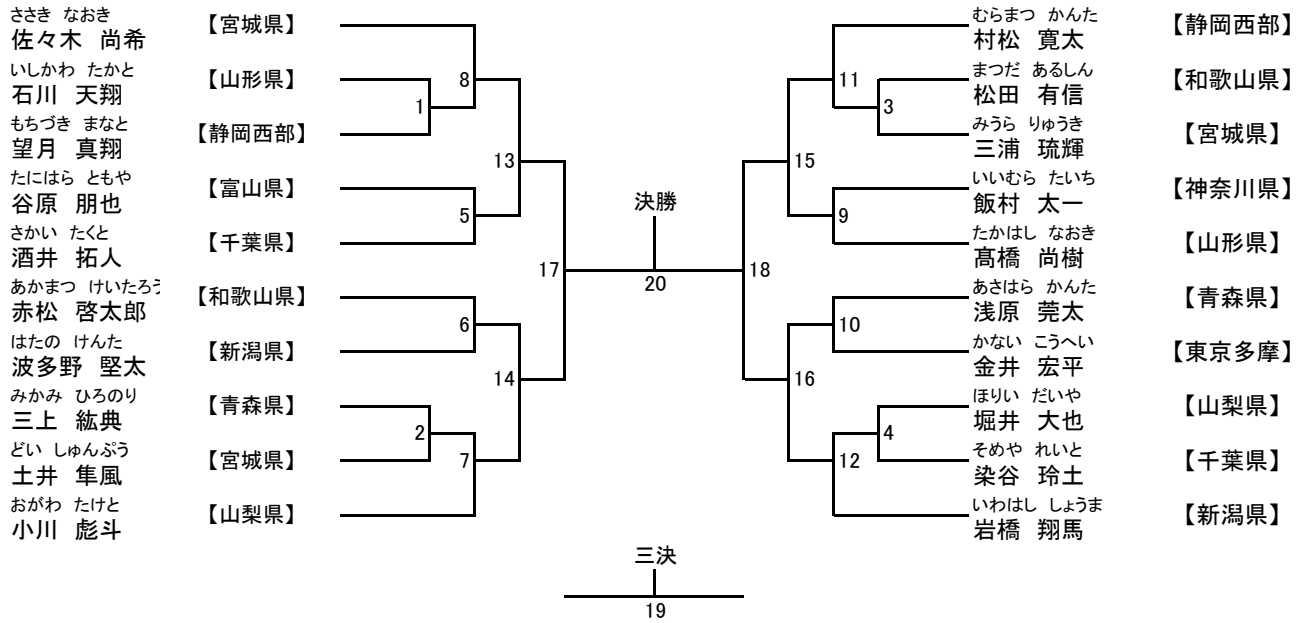 ささき なおき
佐々木 尚希 【宮城県】
いしかわ たかと
石川 天翔 【山形県】
もちづき まなと
望月 真翔 【静岡西部】
たにはら ともや
谷原 朋也 【富山県】
さかい たくと
酒井 拓人 【千葉県】
あかまつ けいたろう
赤松 啓太郎 【和歌山県】
はたの けんた
波多野 堅太 【新潟県】
みかみ ひろのり
三上 紘典 【青森県】
どい しゅんぷう
土井 隼風 【宮城県】
おがわ たけと
小川 彪斗 【山梨県】
8
1
13
5
17
6
14
2
7
決勝
20
三決
19
11
3
15
9
18
10
16
4
12
むらまつ かんた
村松 寛太 【静岡西部】
まつだ あるしん
松田 有信 【和歌山県】
みうら りゅうき
三浦 琉輝 【宮城県】
いいむら たいち
飯村 太一 【神奈川県】
たかはし なおき
髙橋 尚樹 【山形県】
あさはら かんた
浅原 莞太 【青森県】
かない こうへい
金井 宏平 【東京多摩】
ほりい だいや
堀井 大也 【山梨県】
そめや れいと
染谷 玲土 【千葉県】
いわはし しょうま
岩橋 翔馬 【新潟県】